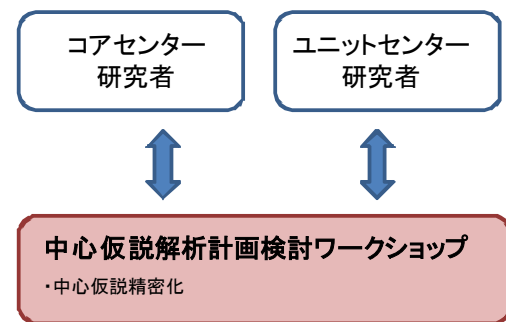 コアセンター
研究者
ユニットセンター
研究者
中心仮説解析計画検討ワークショップ
・中心仮説精密化